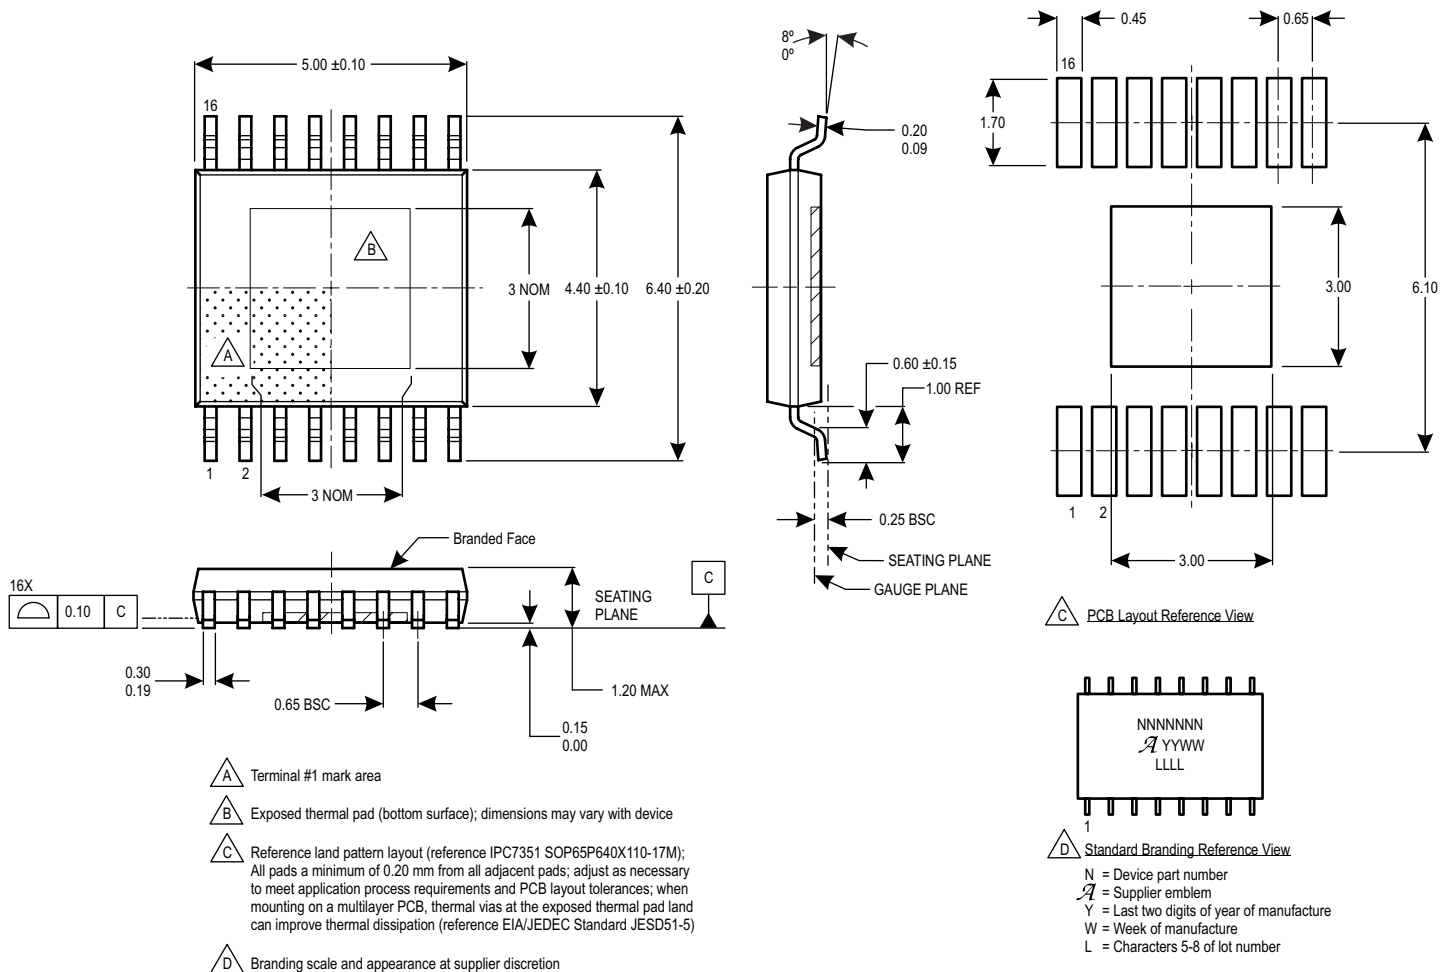 5.00 ±0.10
16
B
A
3 NOM
4.40 ±0.10
6.40 ±0.20
1 2
3 NOM
8º
0º
0.20
0.09
0.60 ±0.15
1.00 REF
0.25 BSC
SEATING PLANE
GAUGE PLANE
0.45
0.65
16
1.70
3.00
6.10
1 2
3.00
C PCB Layout Reference View
Branded Face
16X
0.10 C
SEATING
PLANE
C
0.30
0.19
0.65 BSC
1.20 MAX
0.15
0.00
NNNNNNN
A YYWW
LLLL
1
D Standard Branding Reference View
N = Device part number
A = Supplier emblem
Y = Last two digits of year of manufacture
W = Week of manufacture
L = Characters 5-8 of lot number
A Terminal #1 mark area
B Exposed thermal pad (bottom surface); dimensions may vary with device
C Reference land pattern layout (reference IPC7351 SOP65P640X110-17M);
All pads a minimum of 0.20 mm from all adjacent pads; adjust as necessary
to meet application process requirements and PCB layout tolerances; when
mounting on a multilayer PCB, thermal vias at the exposed thermal pad land
can improve thermal dissipation (reference EIA/JEDEC Standard JESD51-5)
D Branding scale and appearance at supplier discretion